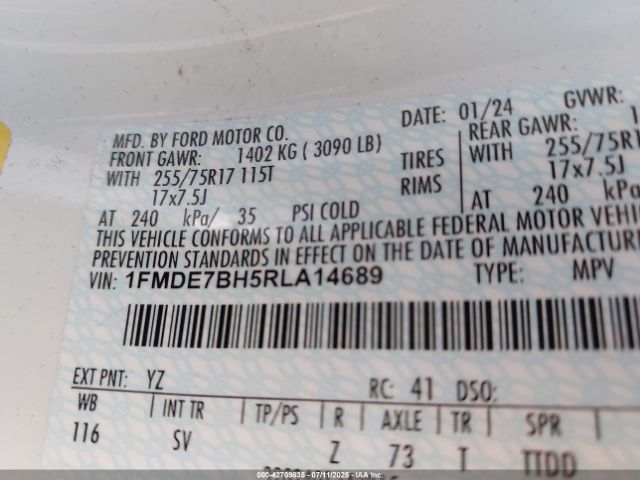 MFD. BY FORD MOTOR CO.
DATE: 01/24
GVWR:
FRONT GAWR: 1402 KG ( 3090 LB)
REAR GAWR:
WITH 255/75R17 115T
TIRES
WITH 255/75R1
17x7.5J
RIMS
17x7.5J
AT 240 kPa/ 35 PSI COLD
AT 240 kPa
THIS VEHICLE CONFORMS TO ALL APPLICABLE FEDERAL MOTOR VEHI
PREVENTION STANDARDS IN EFFECT ON THE DATE OF MANUFACTUR
VIN: 1FMDE7BH5RLA14689
TYPE: MPV
EXT PNT: YZ
RC: 41 DSO:
WB INT TR TP/PS R AXLE TR SPR
116 SV Z 73 T TTDD
000-42709835 - 07/11/2025 - IAAI, Inc.